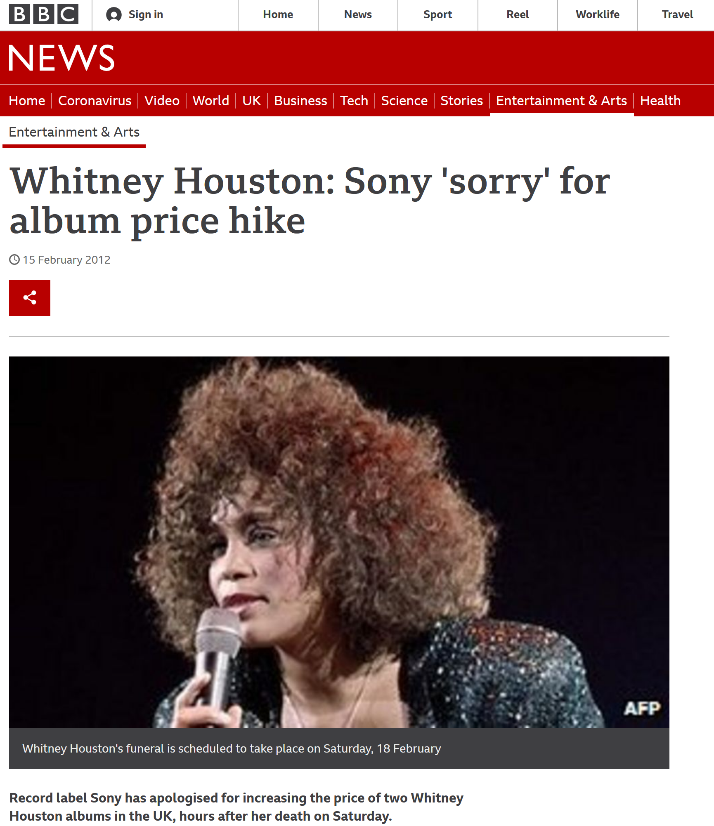 BBC Sign in Home News Sport Reel Worklife Travel
NEWS
Home Coronavirus Video World UK Business Tech Science Stories Entertainment & Arts Health
Entertainment & Arts
Whitney Houston: Sony 'sorry' for
album price hike
15 February 2012
AFP
Whitney Houston's funeral is scheduled to take place on Saturday, 18 February
Record label Sony has apologised for increasing the price of two Whitney
Houston albums in the UK, hours after her death on Saturday.